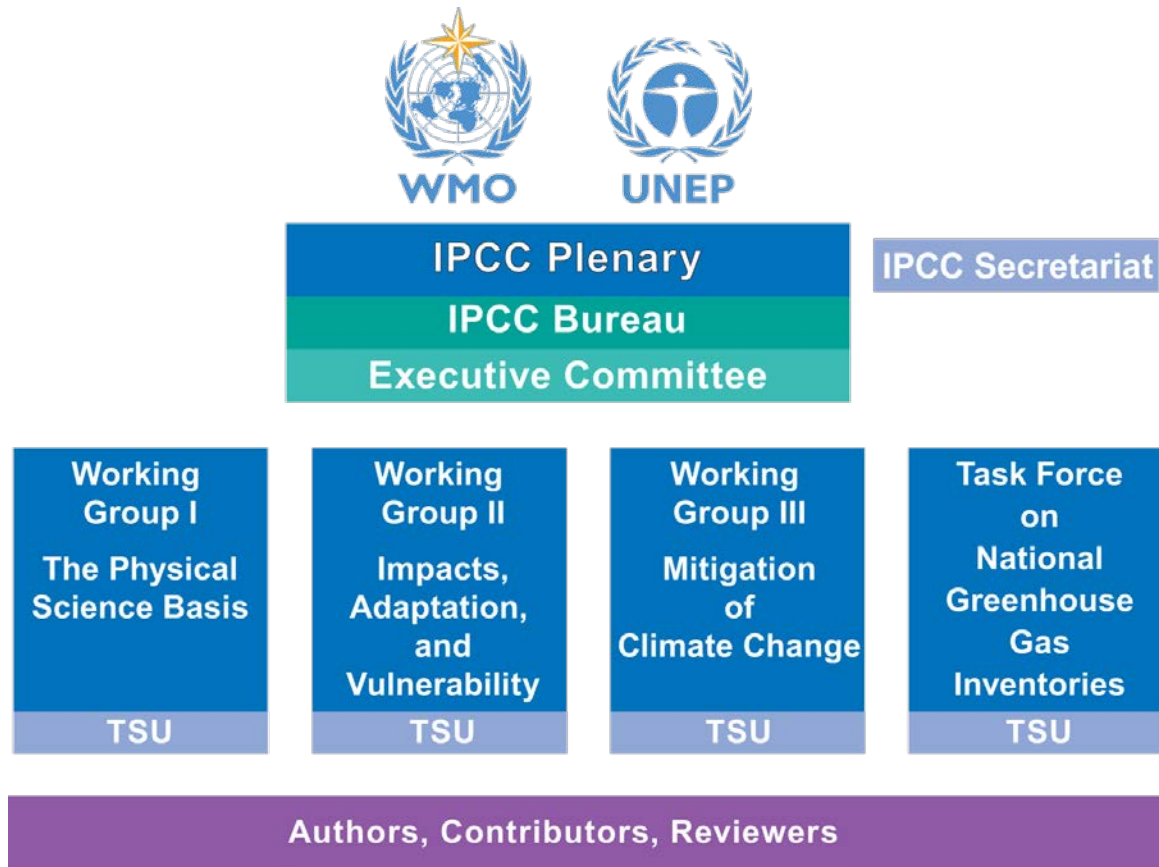 WMO
UNEP
IPCC Plenary
IPCC Secretariat
IPCC Bureau
Executive Committee
Working
Group I
The Physical
Science Basis
TSU
Working
Group II
Impacts,
Adaptation,
and
Vulnerability
TSU
Working
Group III
Mitigation
of
Climate Change
TSU
Task Force
on
National
Greenhouse
Gas
Inventories
TSU
Authors, Contributors, Reviewers